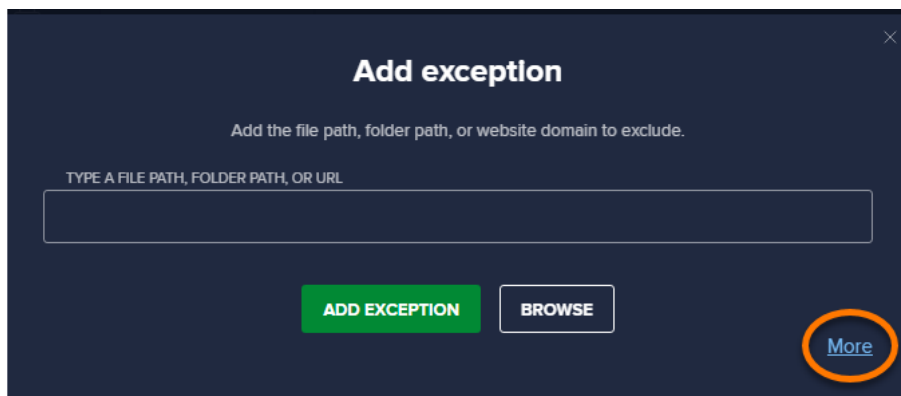 Add exception
Add the file path, folder path, or website domain to exclude.
TYPE A FILE PATH, FOLDER PATH, OR URL
ADD EXCEPTION
BROWSE
More